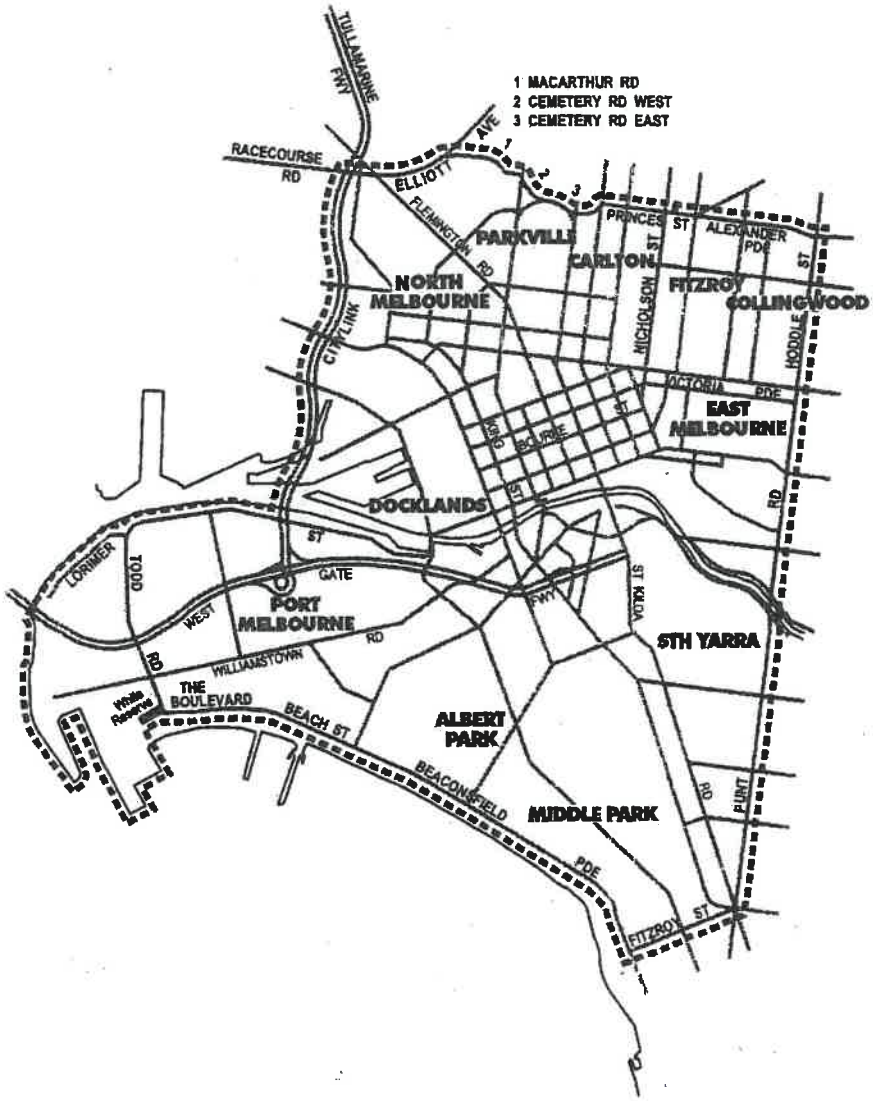 TULLAMARINE
FWY
1 MACARTHUR RD
2 CEMETERY RD WEST
3 CEMETERY RD EAST
RACECOURSE
RD
ELLIOTT
AVE
1
2
3
FLEMINGTON
RD
PARKVILLE
PRINCES
ST
ALEXANDER
PDE
CARLTON
NORTH
MELBOURNE
NICHOLSON
ST
FITZROY
COLLINGWOOD
HODDLE
ST
CITYLINK
VICTORIA
PDE
EAST
MELBOURNE
KING
ST
BOURKE
ST
DOCKLANDS
RD
LORIMER
ST
TODD
RD
WEST
GATE
FWY
PORT
MELBOURNE
ST KILDA
RD
STH YARRA
WILLIAMSTOWN
RD
White
Reserve
THE
BOULEVARD
BEACH ST
ALBERT
PARK
BEACONSFIELD
PDE
MIDDLE PARK
PUNT
FITZROY
ST